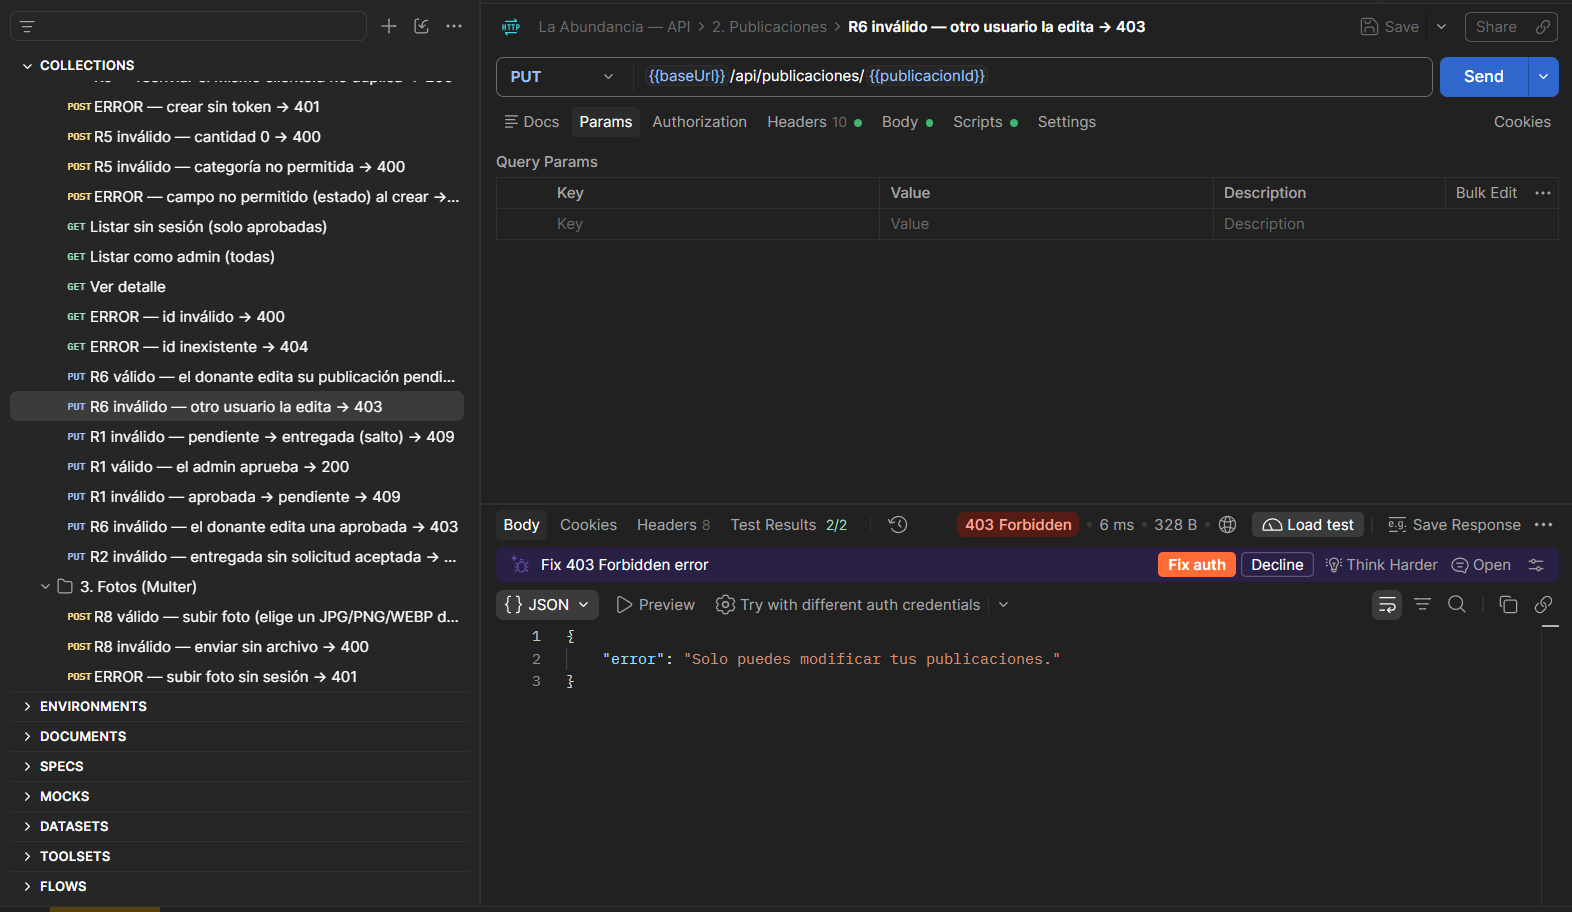 COLLECTIONS
POST ERROR — crear sin token → 401
POST R5 inválido — cantidad 0 → 400
POST R5 inválido — categoría no permitida → 400
POST ERROR — campo no permitido (estado) al crear →...
GET Listar sin sesión (solo aprobadas)
GET Listar como admin (todas)
GET Ver detalle
GET ERROR — id inválido → 400
GET ERROR — id inexistente → 404
PUT R6 válido — el donante edita su publicación pendi...
PUT R6 inválido — otro usuario la edita → 403
PUT R1 inválido — pendiente → entregada (salto) → 409
PUT R1 válido — el admin aprueba → 200
PUT R1 inválido — aprobada → pendiente → 409
PUT R6 inválido — el donante edita una aprobada → 403
PUT R2 inválido — entregada sin solicitud aceptada → ...
3. Fotos (Multer)
POST R8 válido — subir foto (elige un JPG/PNG/WEBP d...
POST R8 inválido — enviar sin archivo → 400
POST ERROR — subir foto sin sesión → 401
ENVIRONMENTS
DOCUMENTS
SPECS
MOCKS
DATASETS
TOOLSETS
FLOWS
HTTP La Abundancia — API > 2. Publicaciones > R6 inválido — otro usuario la edita → 403 Save Share
PUT {{baseUrl}} /api/publicaciones/ {{publicacionId}} Send
Docs Params Authorization Headers 10 Body Scripts Settings Cookies
Query Params
Key Value Description Bulk Edit ...
Key Value Description
Body Cookies Headers 8 Test Results 2/2 403 Forbidden • 6 ms • 328 B • Load test e.g. Save Response ...
Fix 403 Forbidden error Fix auth Decline Think Harder Open
{} JSON Preview Try with different auth credentials
1 {
2 "error": "Solo puedes modificar tus publicaciones."
3 }